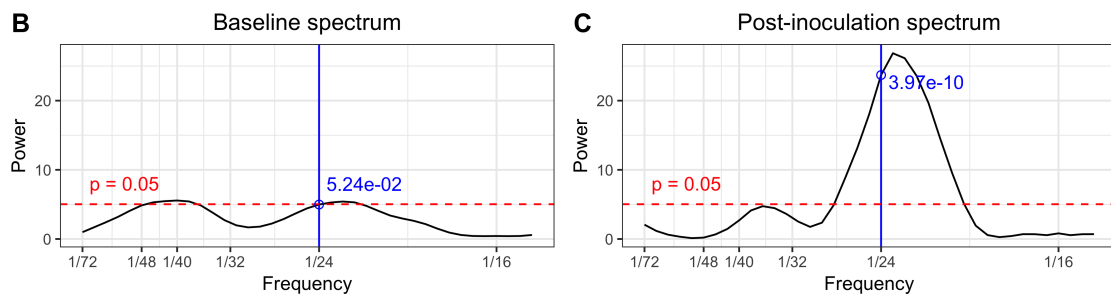 B
Baseline spectrum
Power
20
10
0
p = 0.05
5.24e-02
1/72 1/48 1/40 1/32 1/24 1/16
Frequency
C
Post-inoculation spectrum
Power
20
10
0
p = 0.05
3.97e-10
1/72 1/48 1/40 1/32 1/24 1/16
Frequency